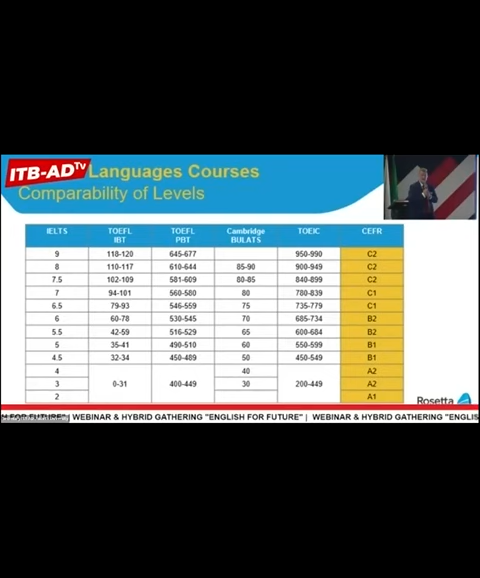 ITB-AD TV Languages Courses
Comparability of Levels
IELTS TOEFL IBT TOEFL PBT Cambridge BULATS TOEIC CEFR
9 118-120 645-677 950-990 C2
8 110-117 610-644 85-90 900-949 C2
7.5 102-109 581-609 80-85 840-899 C2
7 94-101 560-580 80 780-839 C1
6.5 79-93 546-559 75 735-779 C1
6 60-78 530-545 70 685-734 B2
5.5 42-59 516-529 65 600-684 B2
5 35-41 490-510 60 550-599 B1
4.5 32-34 450-489 50 450-549 B1
4 40 A2
3 0-31 400-449 30 200-449 A2
2 A1
Rosetta
FUTURE" | WEBINAR & HYBRID GATHERING "ENGLISH FOR FUTURE" | WEBINAR & HYBRID GATHERING "ENGLIS